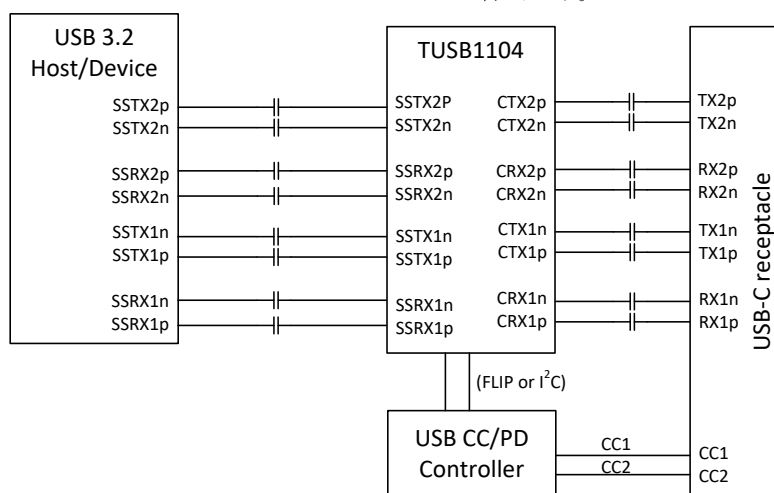 USB 3.2
Host/Device
SSTX2p
SSTX2n
SSRX2p
SSRX2n
SSTX1n
SSTX1p
SSRX1n
SSRX1p
TUSB1104
SSTX2P
SSTX2n
SSRX2p
SSRX2n
SSTX1n
SSTX1p
SSRX1n
SSRX1p
CTX2p
CTX2n
CRX2p
CRX2n
CTX1n
CTX1p
CRX1n
CRX1p
TX2p
TX2n
RX2p
RX2n
TX1n
TX1p
RX1n
RX1p
USB-C receptacle
(FLIP or I²C)
USB CC/PD
Controller
CC1
CC2
CC1
CC2